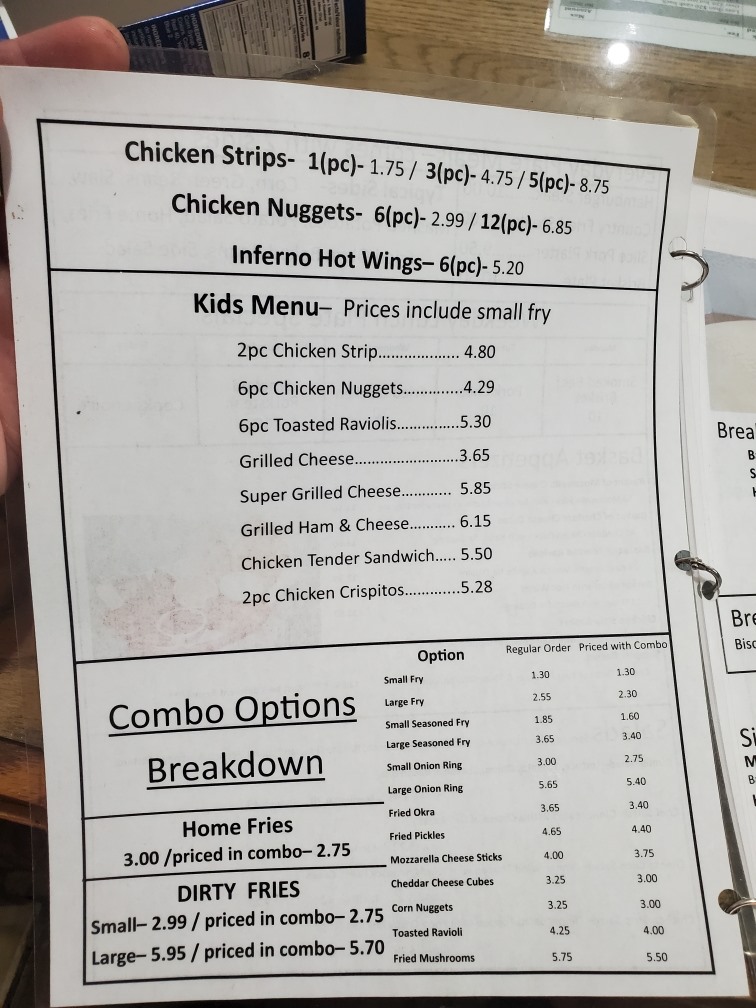 Chicken Strips- 1(pc)- 1.75 / 3(pc)- 4.75 / 5(pc)- 8.75
Chicken Nuggets- 6(pc)- 2.99 / 12(pc)- 6.85
Inferno Hot Wings– 6(pc)- 5.20
Kids Menu– Prices include small fry
2pc Chicken Strip................... 4.80
6pc Chicken Nuggets.............4.29
6pc Toasted Raviolis.............5.30
Grilled Cheese.......................3.65
Super Grilled Cheese........... 5.85
Grilled Ham & Cheese.......... 6.15
Chicken Tender Sandwich..... 5.50
2pc Chicken Crispitos............5.28
Combo Options
Breakdown
Home Fries
3.00 /priced in combo– 2.75
DIRTY FRIES
Small– 2.99 / priced in combo– 2.75
Large– 5.95 / priced in combo– 5.70
Option Regular Order Priced with Combo
Small Fry 1.30 1.30
Large Fry 2.55 2.30
Small Seasoned Fry 1.85 1.60
Large Seasoned Fry 3.65 3.40
Small Onion Ring 3.00 2.75
Large Onion Ring 5.65 5.40
Fried Okra 3.65 3.40
Fried Pickles 4.65 4.40
Mozzarella Cheese Sticks 4.00 3.75
Cheddar Cheese Cubes 3.25 3.00
Corn Nuggets 3.25 3.00
Toasted Ravioli 4.25 4.00
Fried Mushrooms 5.75 5.50